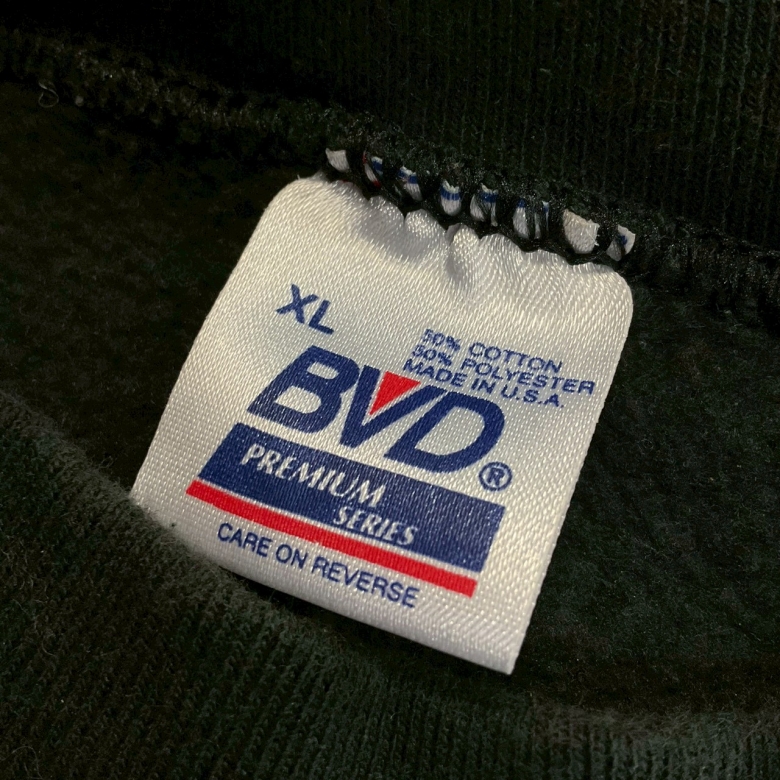 XL
50% COTTON
50% POLYESTER
MADE IN U.S.A.
BVD®
PREMIUM
SERIES
CARE ON REVERSE